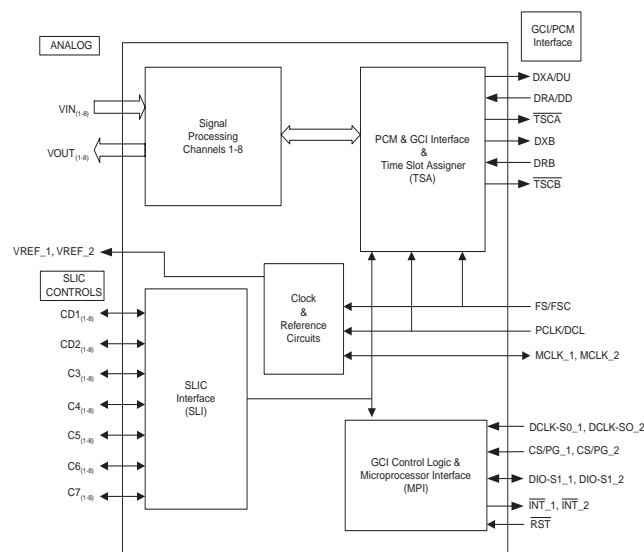 ANALOG
GCI/PCM
Interface
VIN(1-8)
VOUT(1-8)
Signal
Processing
Channels 1-8
PCM & GCI Interface
&
Time Slot Assigner
(TSA)
DXA/DU
DRA/DD
TSCA
DXB
DRB
TSCB
VREF_1, VREF_2
SLIC
CONTROLS
CD1(1-8)
CD2(1-8)
C3(1-8)
C4(1-8)
C5(1-8)
C6(1-8)
C7(1-8)
SLIC
Interface
(SLI)
Clock
&
Reference
Circuits
FS/FSC
PCLK/DCL
MCLK_1, MCLK_2
GCI Control Logic &
Microprocessor Interface
(MPI)
DCLK-S0_1, DCLK-SO_2
CS/PG_1, CS/PG_2
DIO-S1_1, DIO-S1_2
INT_1, INT_2
RST